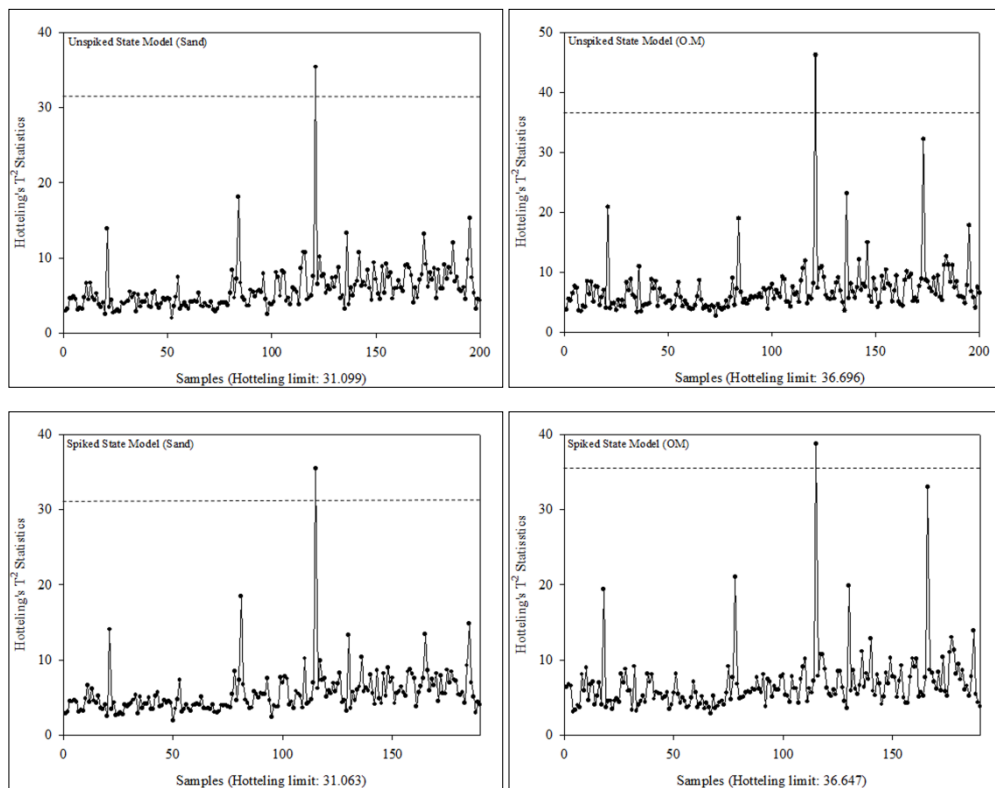 Unspiked State Model (Sand)
Hotteling's T² Statistics
40
30
20
10
0
0 50 100 150 200
Samples (Hotteling limit: 31.099)
Unspiked State Model (O.M)
Hotteling's T² Statistics
50
40
30
20
10
0
0 50 100 150 200
Samples (Hotteling limit: 36.696)
Spiked State Model (Sand)
Hotteling's T² Statistics
40
30
20
10
0
0 50 100 150
Samples (Hotteling limit: 31.063)
Spiked State Model (OM)
Hotteling's T² Statisstics
40
30
20
10
0
0 50 100 150
Samples (Hotteling limit: 36.647)